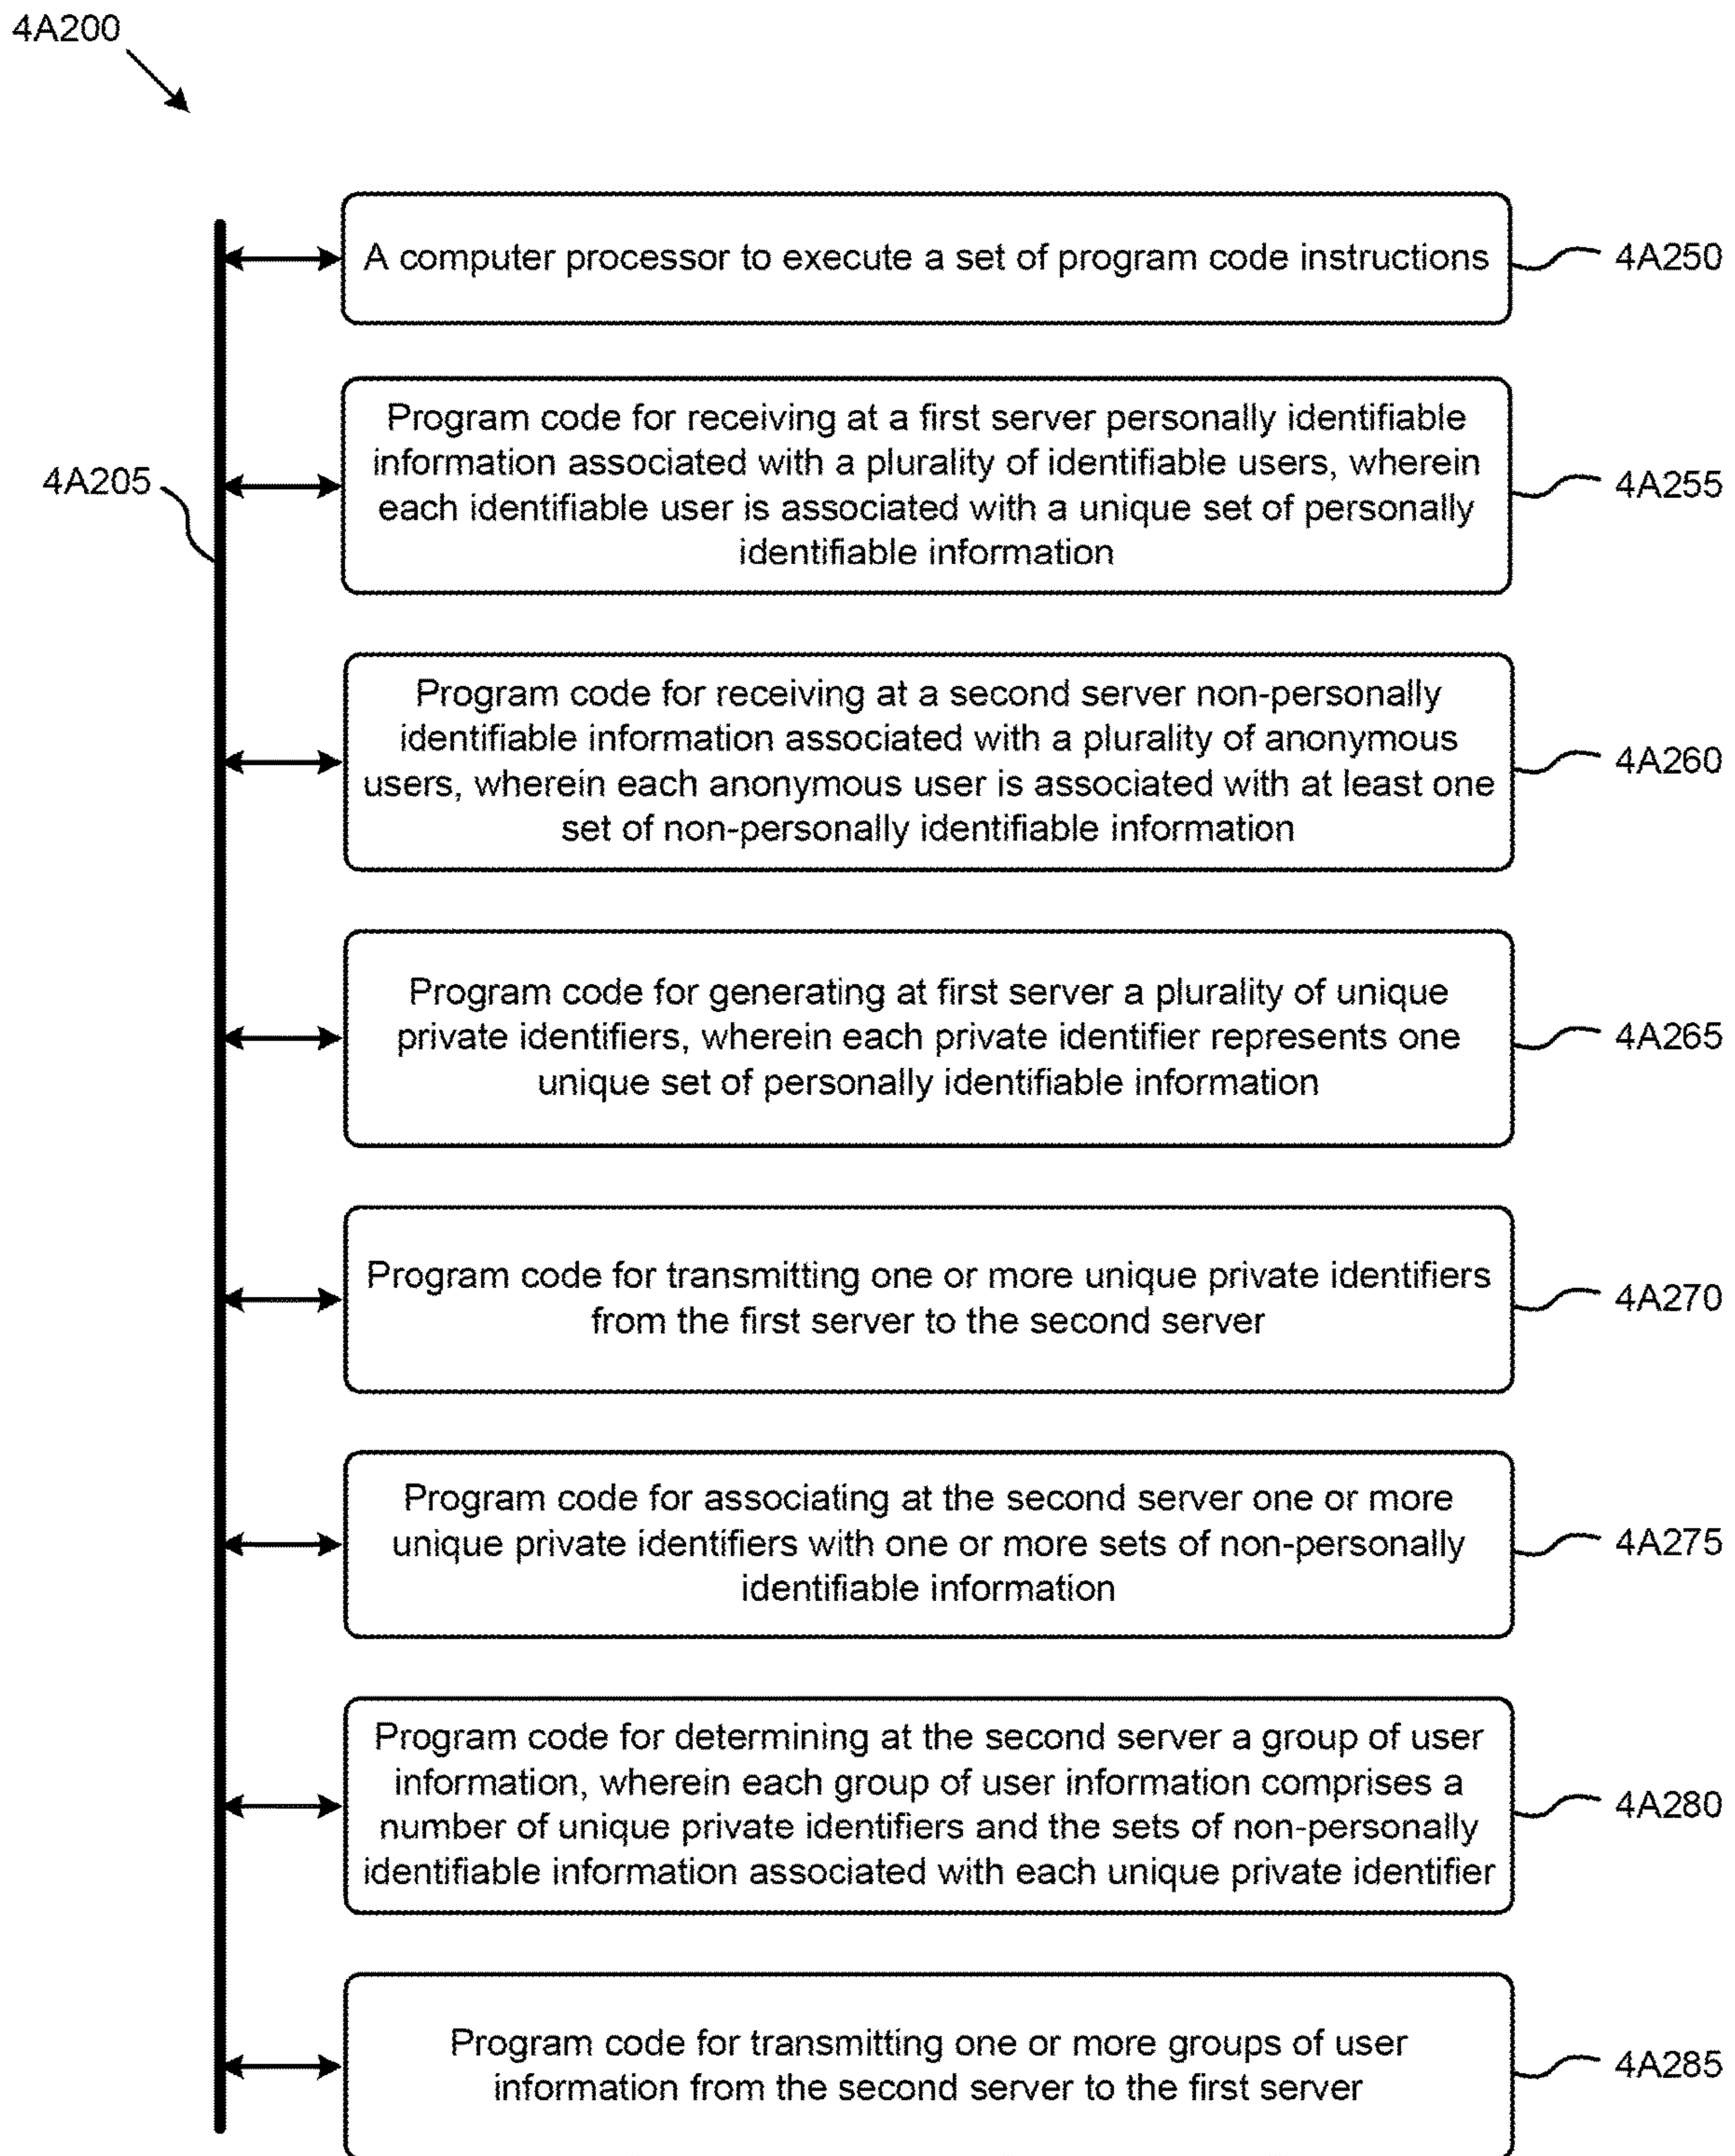 4A200
A computer processor to execute a set of program code instructions
4A250
Program code for receiving at a first server personally identifiable
information associated with a plurality of identifiable users, wherein
each identifiable user is associated with a unique set of personally
identifiable information
4A205
4A255
Program code for receiving at a second server non-personally
identifiable information associated with a plurality of anonymous
users, wherein each anonymous user is associated with at least one
set of non-personally identifiable information
4A260
Program code for generating at first server a plurality of unique
private identifiers, wherein each private identifier represents one
unique set of personally identifiable information
4A265
Program code for transmitting one or more unique private identifiers
from the first server to the second server
4A270
Program code for associating at the second server one or more
unique private identifiers with one or more sets of non-personally
identifiable information
4A275
Program code for determining at the second server a group of user
information, wherein each group of user information comprises a
number of unique private identifiers and the sets of non-personally
identifiable information associated with each unique private identifier
4A280
Program code for transmitting one or more groups of user
information from the second server to the first server
4A285